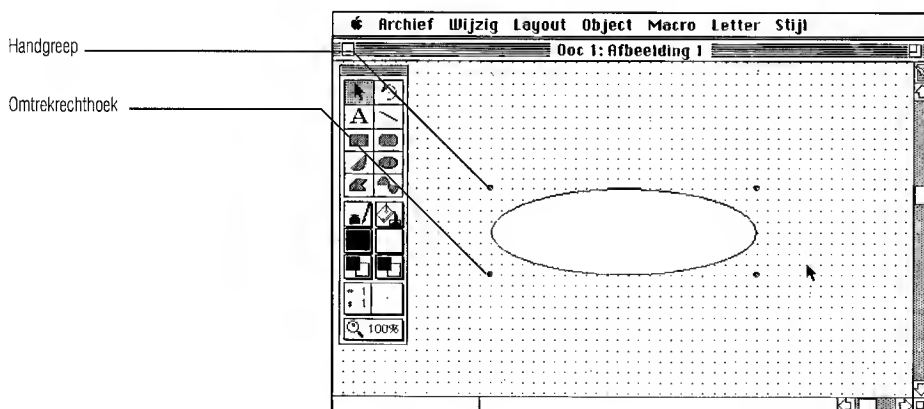 Archief Wijzig Layout Object Macro Letter Stijl
Handgreep
Doc 1: Afbeelding 1
Omtrekrechthoek
A
1
1
100%